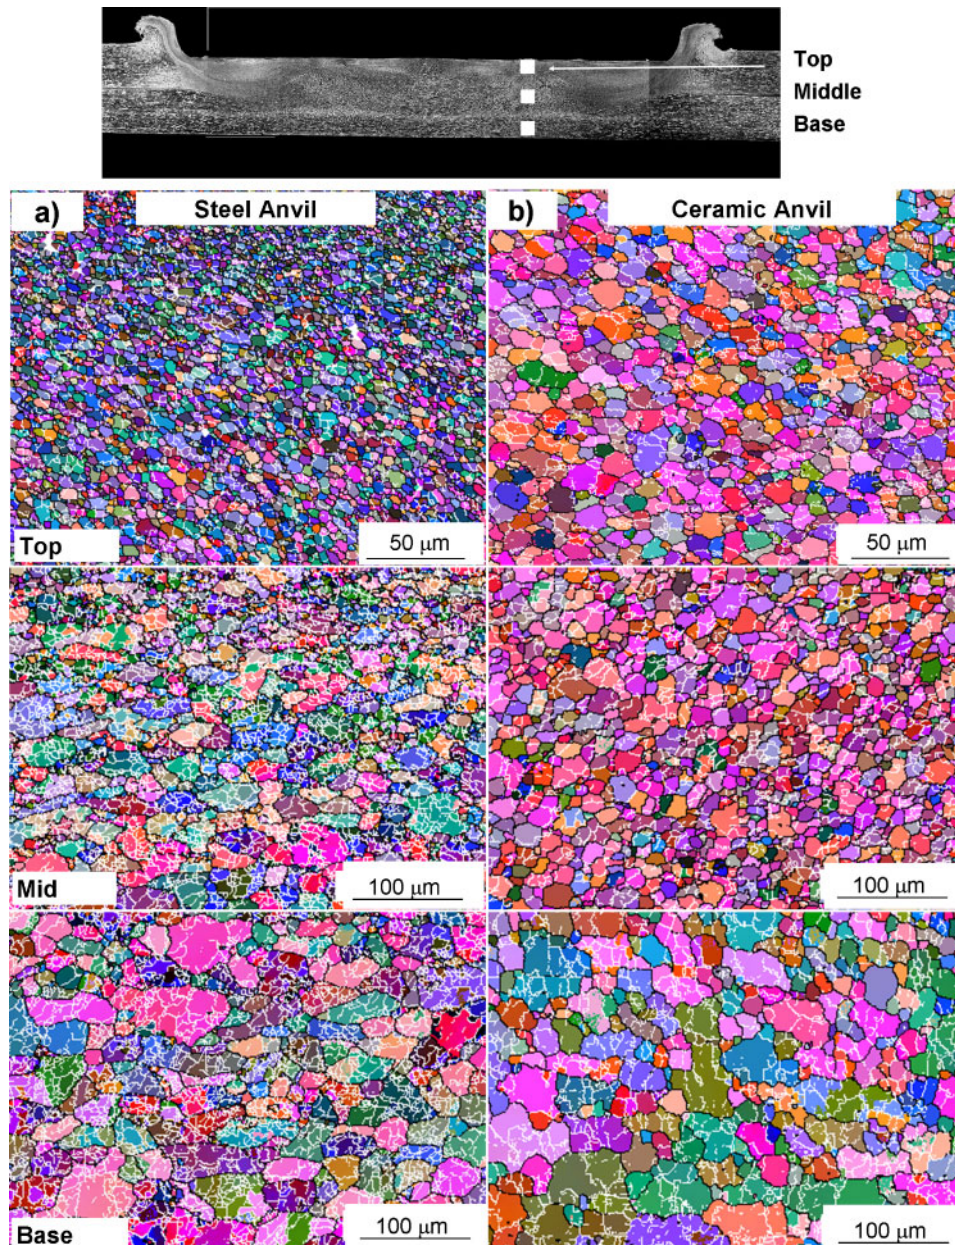 Top
Middle
Base
a) Steel Anvil
b) Ceramic Anvil
Top
50 μm
50 μm
Mid
100 μm
100 μm
Base
100 μm
100 μm